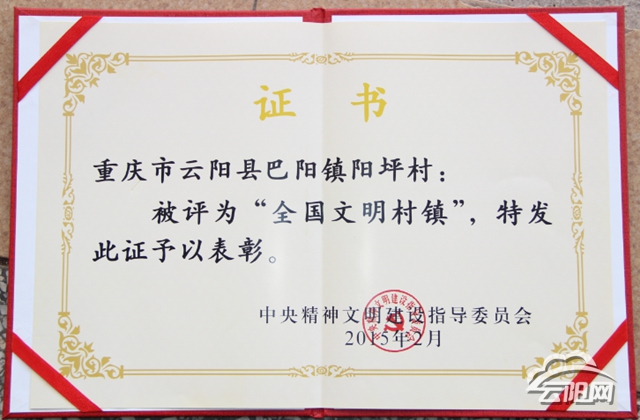 证 书
重庆市云阳县巴阳镇阳坪村：
被评为“全国文明村镇”，特发
此证予以表彰。
中央精神文明建设指导委员会
2015年2月
云阳网